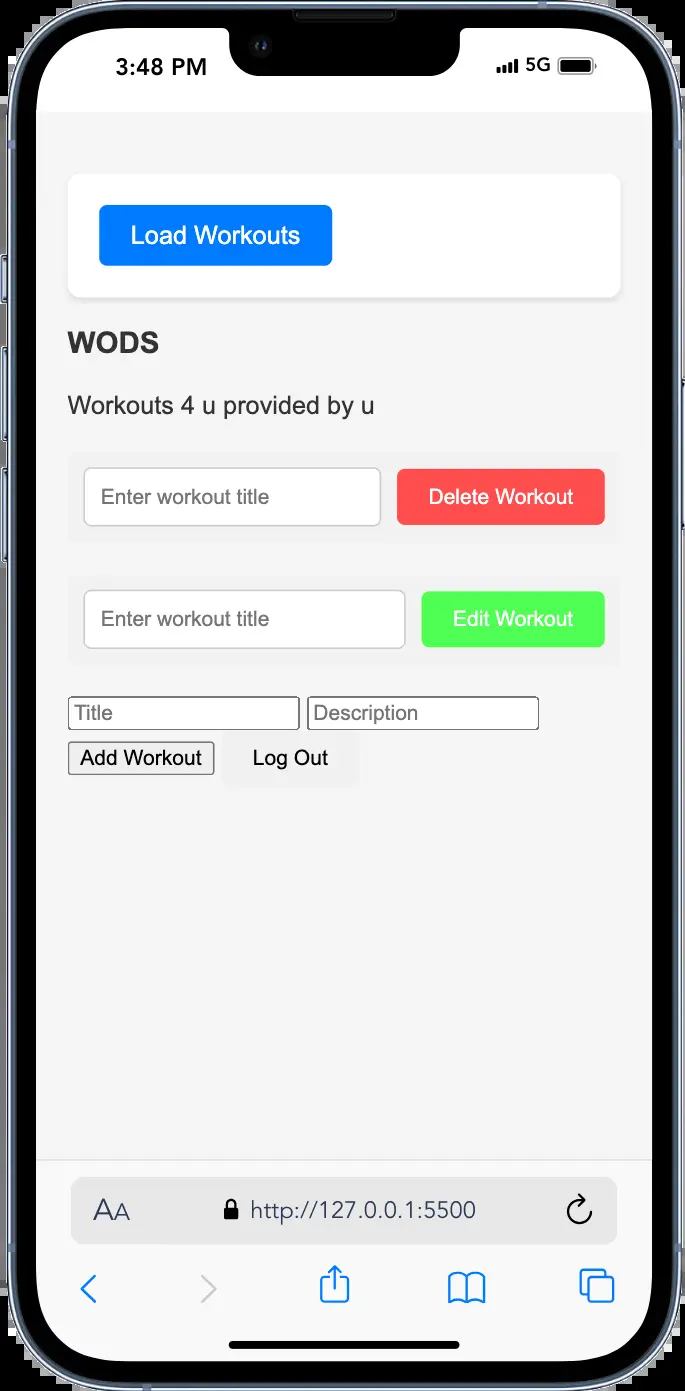 3:48 PM 5G
Load Workouts
WODS
Workouts 4 u provided by u
Enter workout title Delete Workout
Enter workout title Edit Workout
Title Description
Add Workout Log Out
AA http://127.0.0.1:5500